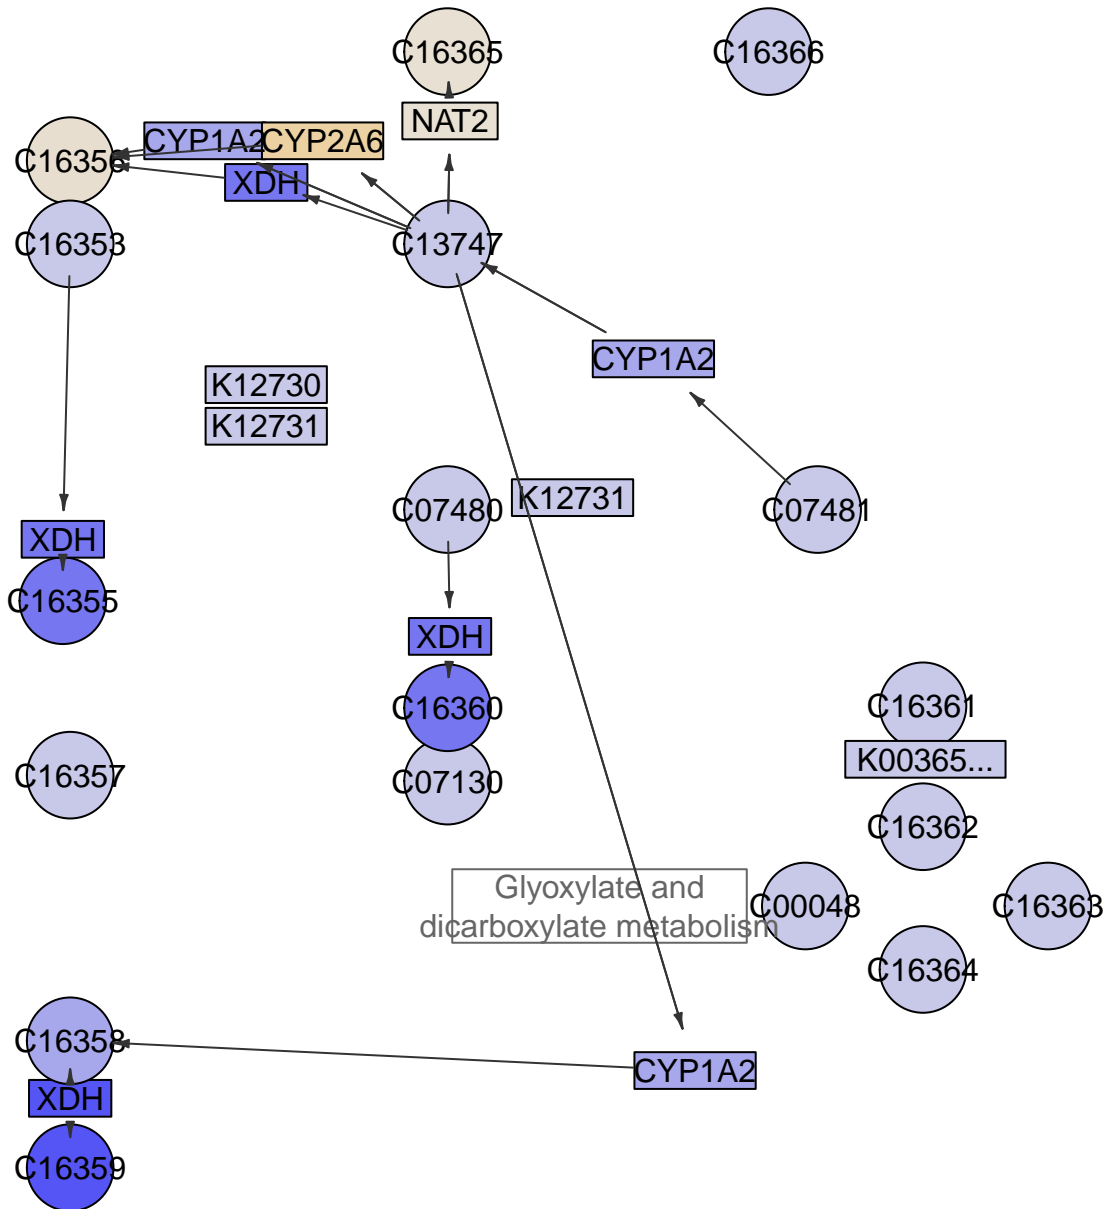 C16365
C16366
NAT2
CYP1A2
CYP2A6
C16356
XDH
C16353
C13747
CYP1A2
K12730
K12731
C07480
K12731
C07481
XDH
C16355
XDH
C16360
C16361
K00365...
C16357
C07130
C16362
Glyoxylate and
dicarboxylate metabolism
C00048
C16363
C16364
C16358
CYP1A2
XDH
C16359